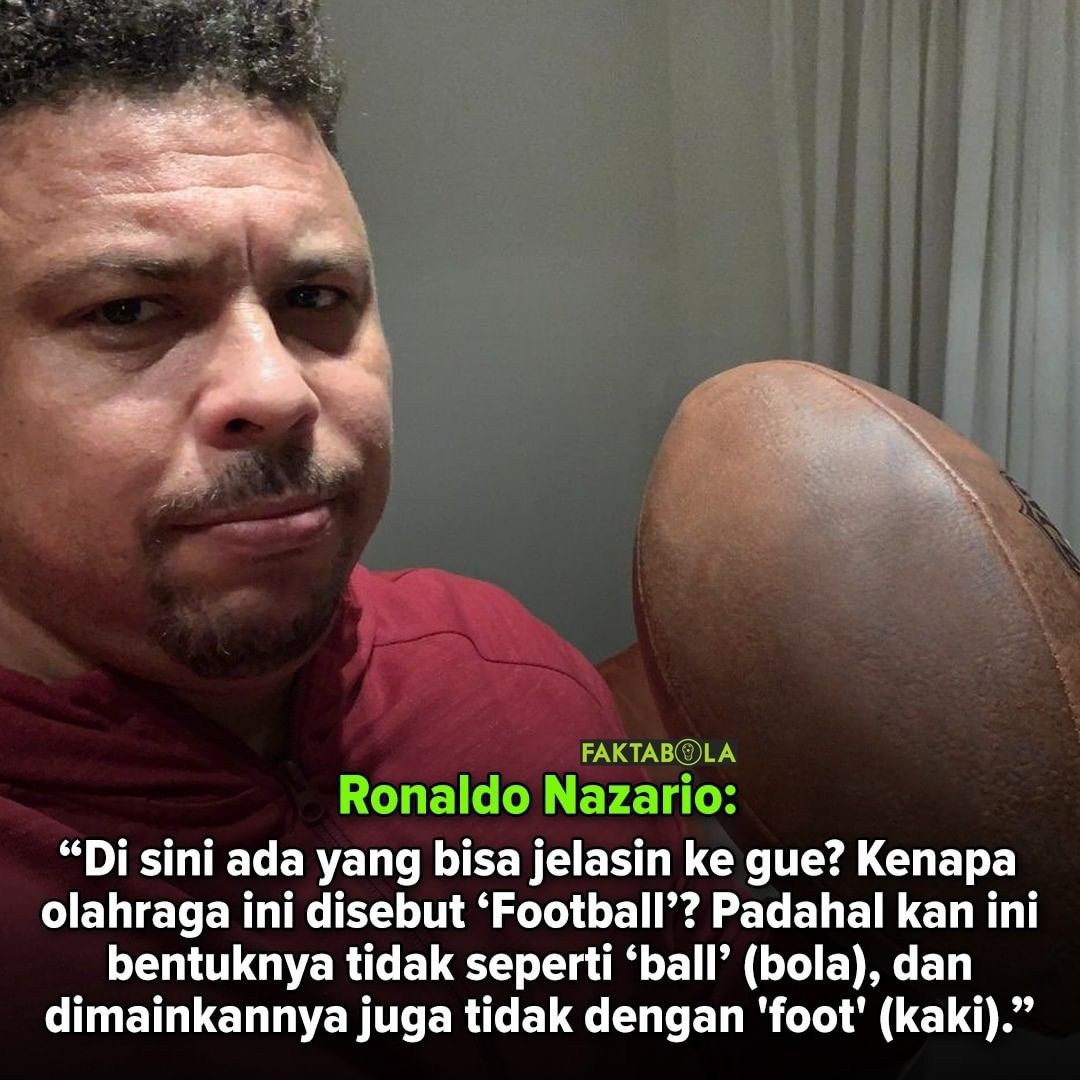 FAKTABOLA
Ronaldo Nazario:
“Di sini ada yang bisa jelasin ke gue? Kenapa
olahraga ini disebut ‘Football’? Padahal kan ini
bentuknya tidak seperti ‘ball’ (bola), dan
dimainkannya juga tidak dengan 'foot' (kaki).”